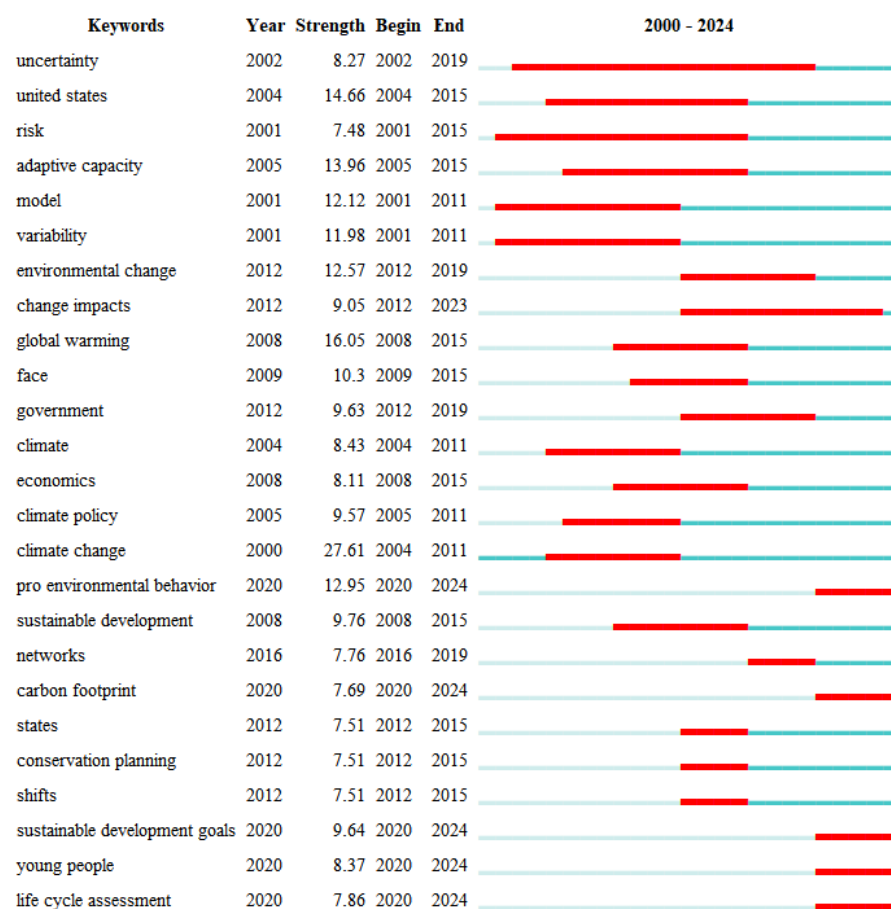 Keywords Year Strength Begin End 2000 - 2024
uncertainty 2002 8.27 2002 2019
united states 2004 14.66 2004 2015
risk 2001 7.48 2001 2015
adaptive capacity 2005 13.96 2005 2015
model 2001 12.12 2001 2011
variability 2001 11.98 2001 2011
environmental change 2012 12.57 2012 2019
change impacts 2012 9.05 2012 2023
global warming 2008 16.05 2008 2015
face 2009 10.3 2009 2015
government 2012 9.63 2012 2019
climate 2004 8.43 2004 2011
economics 2008 8.11 2008 2015
climate policy 2005 9.57 2005 2011
climate change 2000 27.61 2004 2011
pro environmental behavior 2020 12.95 2020 2024
sustainable development 2008 9.76 2008 2015
networks 2016 7.76 2016 2019
carbon footprint 2020 7.69 2020 2024
states 2012 7.51 2012 2015
conservation planning 2012 7.51 2012 2015
shifts 2012 7.51 2012 2015
sustainable development goals 2020 9.64 2020 2024
young people 2020 8.37 2020 2024
life cycle assessment 2020 7.86 2020 2024